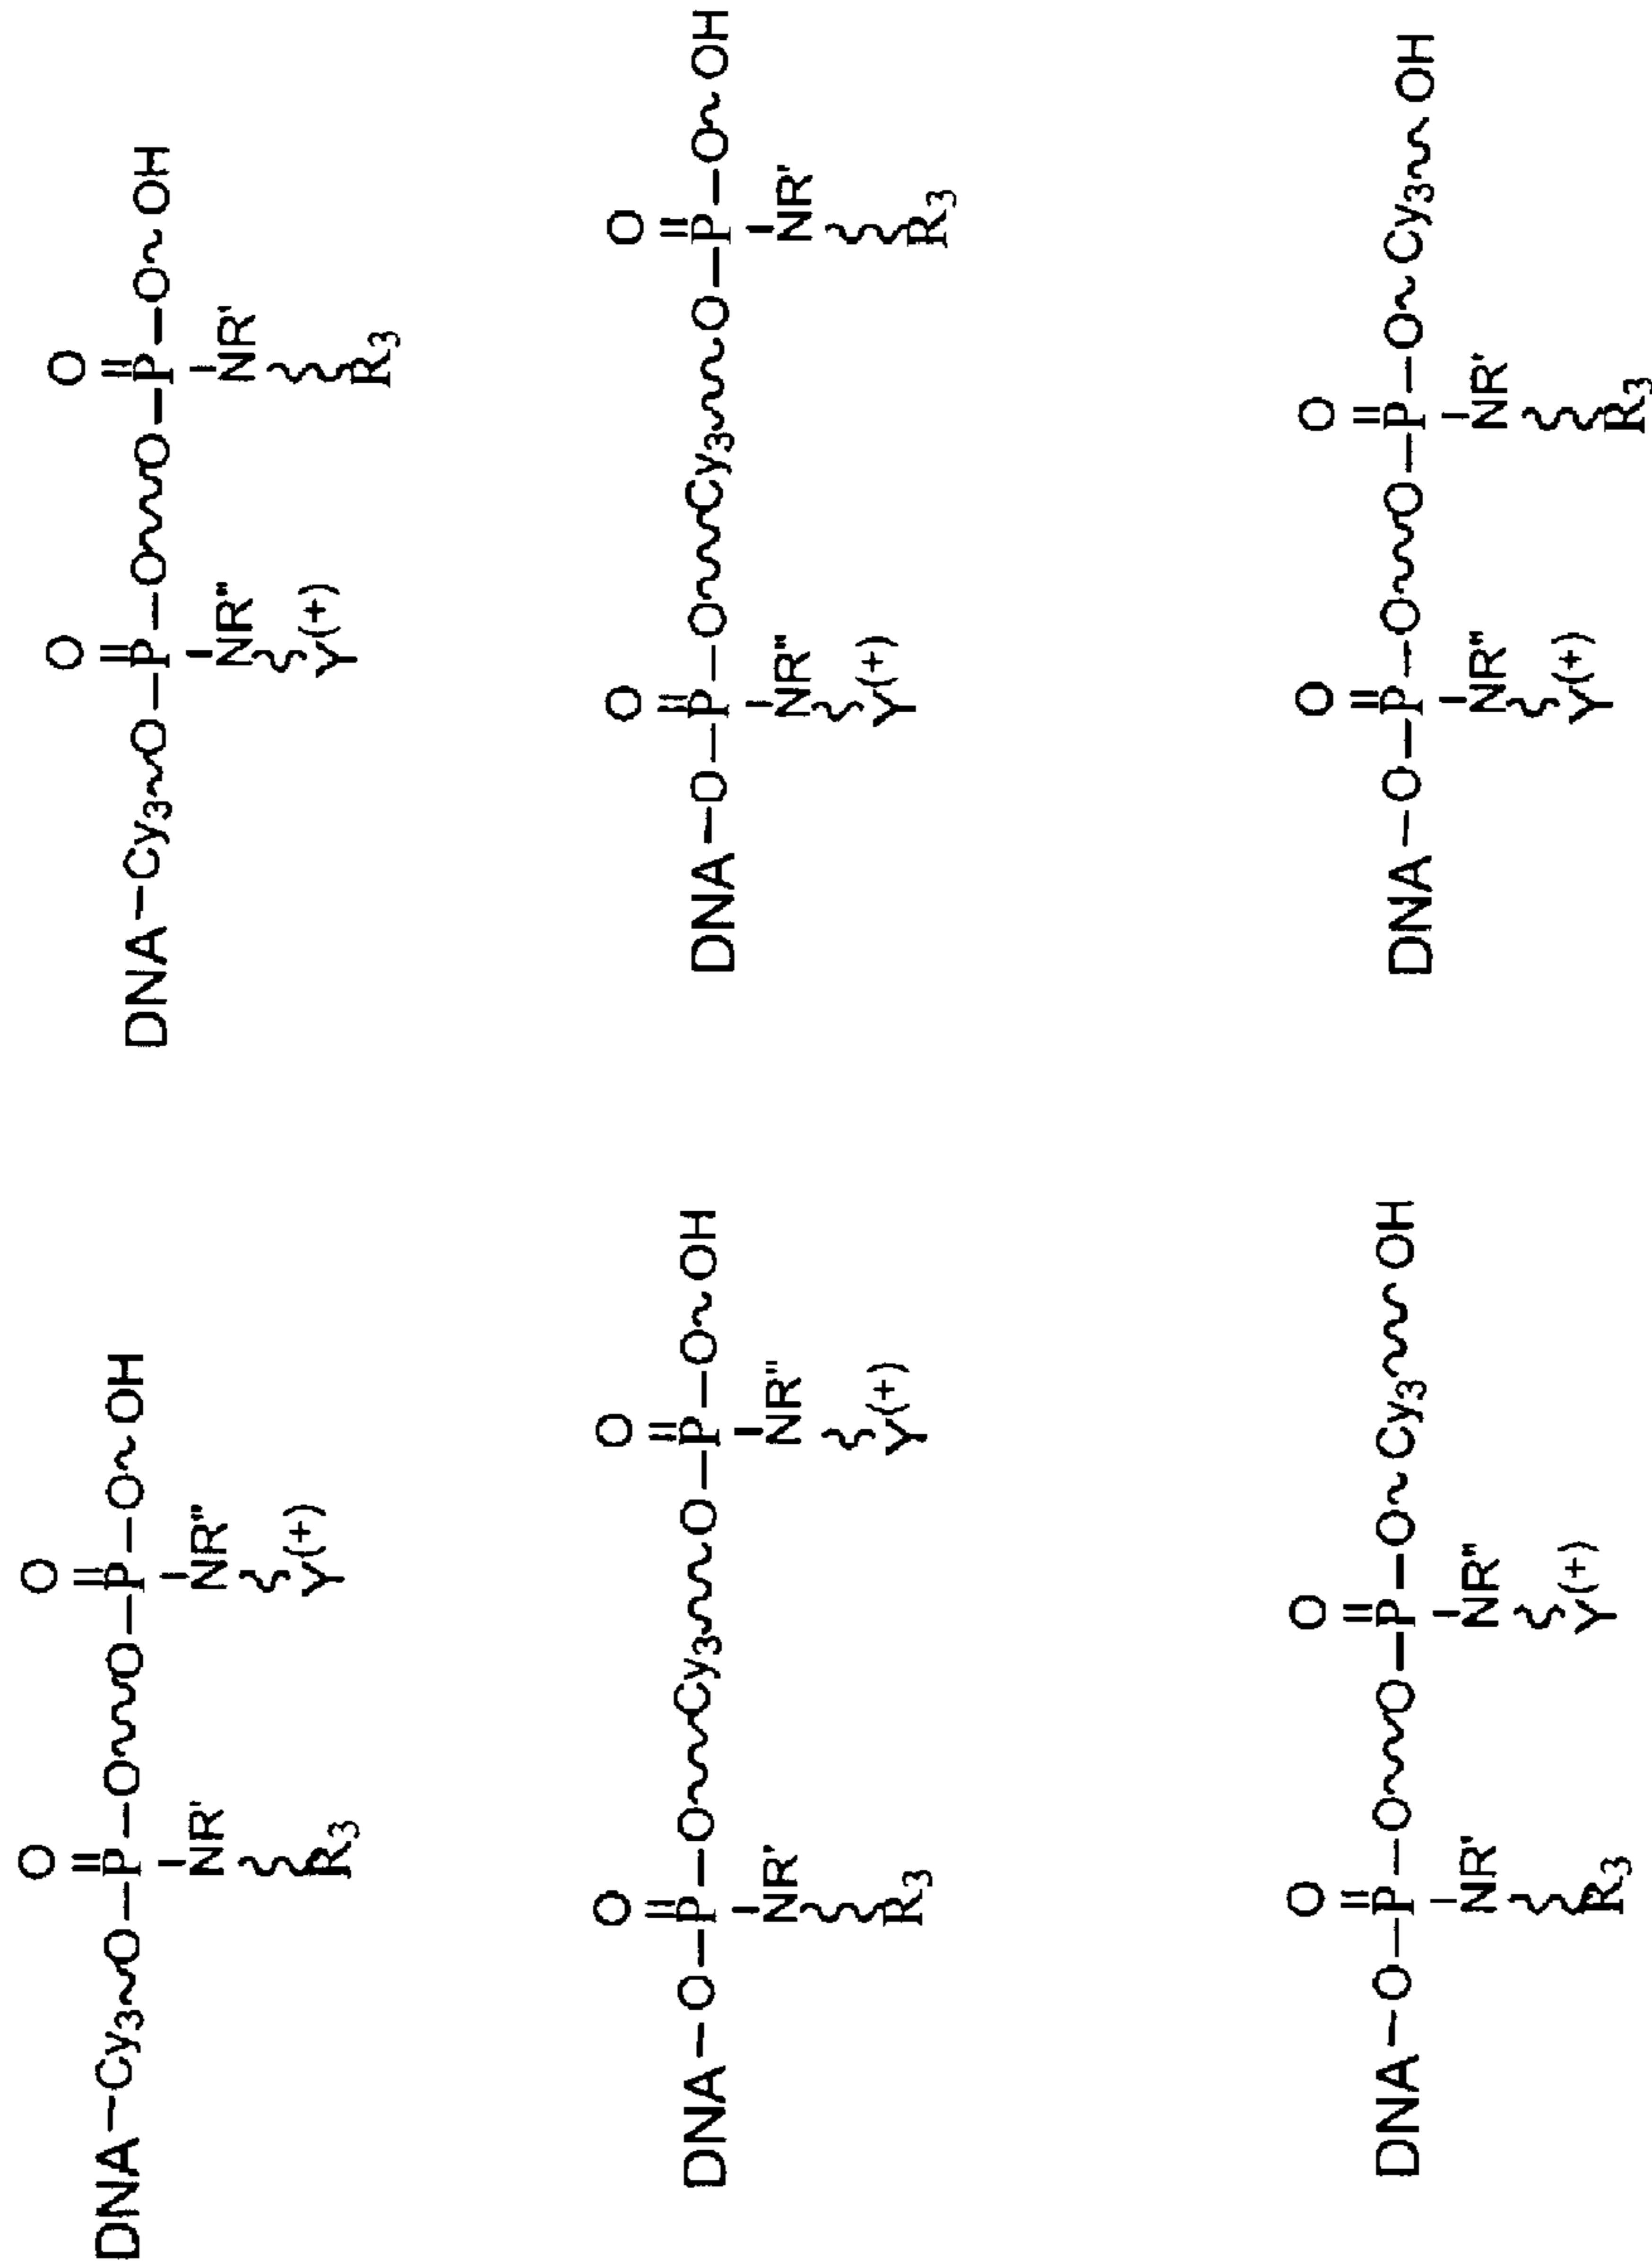 O O
DNA–Cy₃~O–P–O~O–P–O~OH
NR' NR"
R₃ Y(+)
O O
DNA–Cy₃~O–P–O~O–P–O~OH
NR" NR'
Y(+) R₃
O O
DNA–O–P–O~Cy₃~O–P–O~OH
NR' NR"
R₃ Y(+)
O O
DNA–O–P–O~Cy₃~O–P–O~OH
NR" NR'
Y(+) R₃
O O
DNA–O–P–O~O–P–O~Cy₃~OH
NR' NR"
R₃ Y(+)
O O
DNA–O–P–O~O–P–O~Cy₃~OH
NR" NR'
Y(+) R₃